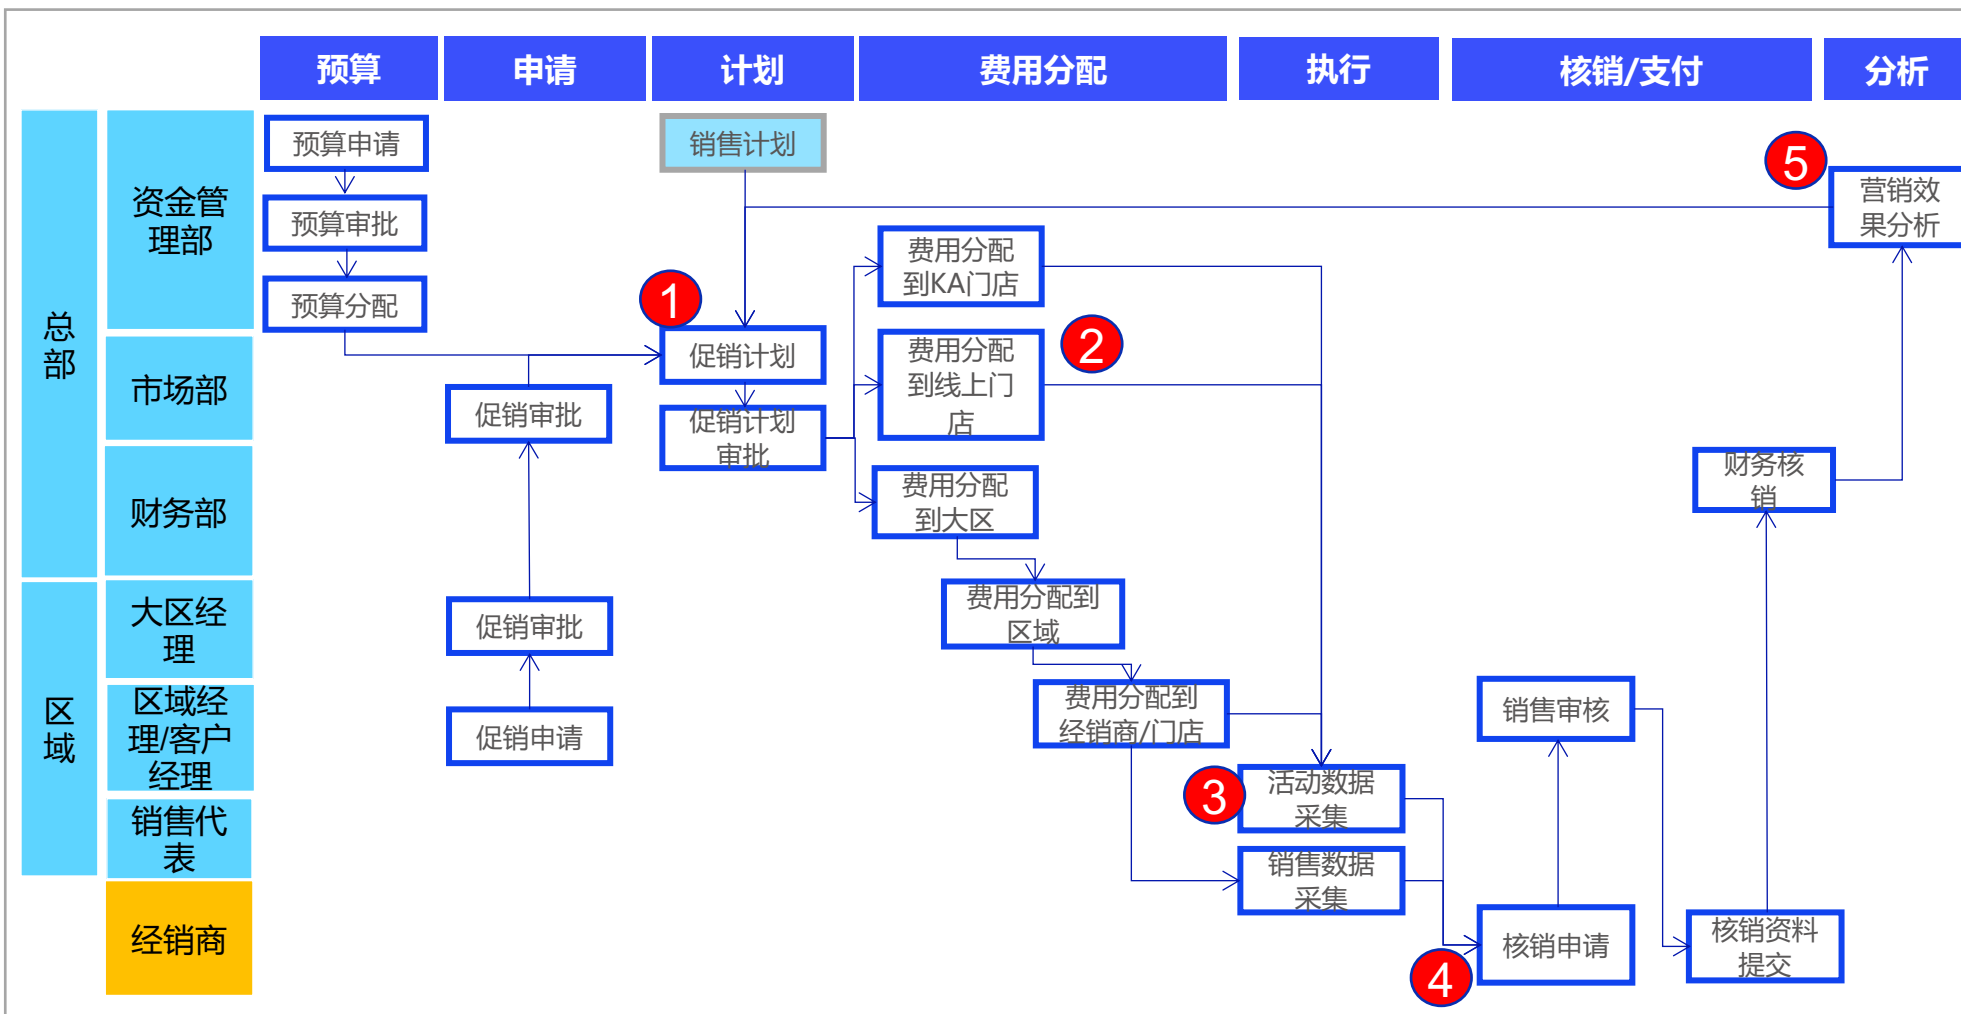 预算
申请
计划
费用分配
执行
核销/支付
分析
总
部
资金管
理部
市场部
财务部
区
域
大区经
理
区域经
理/客户
经理
销售代
表
经销商
预算申请
预算审批
预算分配
促销审批
促销审批
促销申请
销售计划
1
促销计划
促销计划
审批
费用分配
到KA门店
2
费用分配
到线上门
店
费用分配
到大区
费用分配到
区域
费用分配到
经销商/门店
3
活动数据
采集
销售数据
采集
4
核销申请
销售审核
核销资料
提交
财务核
销
5
营销效
果分析